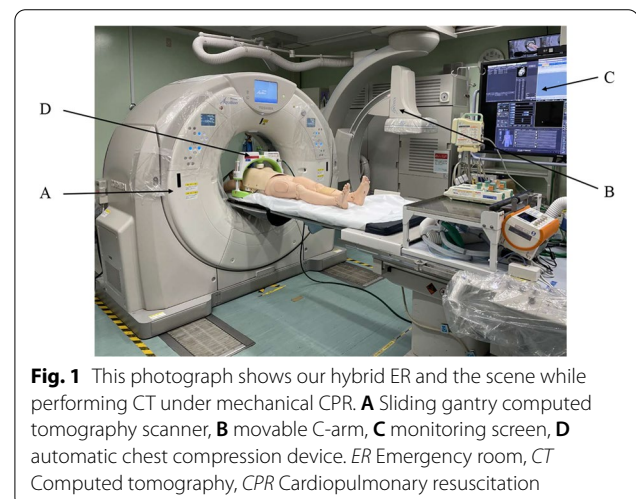 D
A
C
B
Fig. 1 This photograph shows our hybrid ER and the scene while
performing CT under mechanical CPR. A Sliding gantry computed
tomography scanner, B movable C-arm, C monitoring screen, D
automatic chest compression device. ER Emergency room, CT
Computed tomography, CPR Cardiopulmonary resuscitation